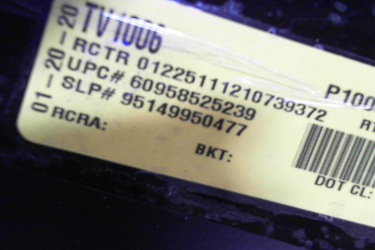 TV1006
RCTR 01225111210739372
UPC# 60958525239
SLP# 95149950477
RCRA:
BKT:
01-20-20
P100
DOT CL: